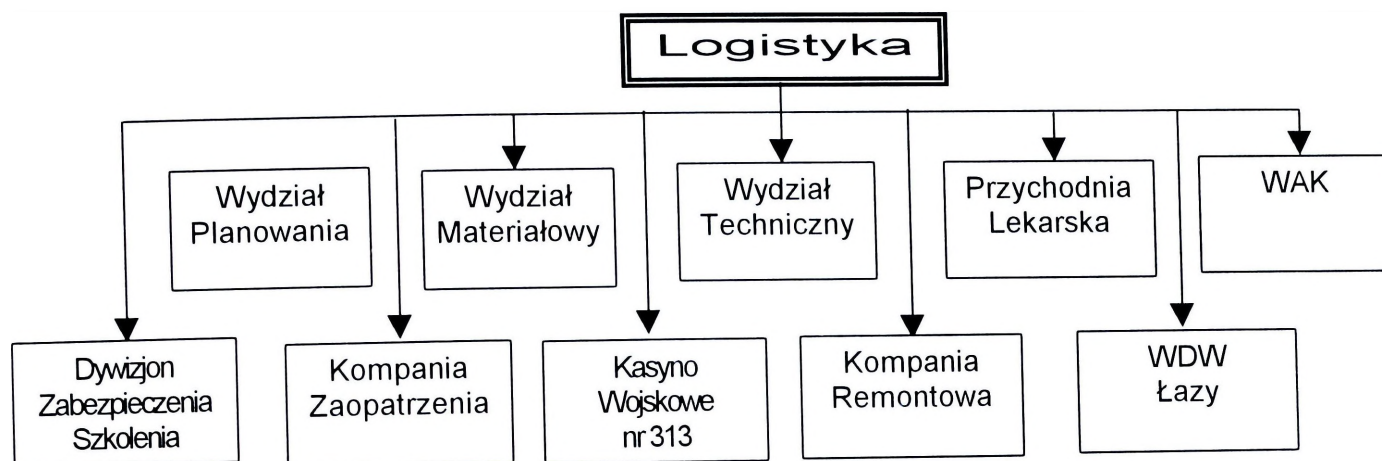 Logistyka
Wydział
Planowania
Wydział
Materiałowy
Wydział
Techniczny
Przychodnia
Lekarska
WAK
Dywizjon
Zabezpieczenia
Szkolenia
Kompania
Zaopatrzenia
Kasyno
Wojskowe
nr 313
Kompania
Remontowa
WDW
Łazy